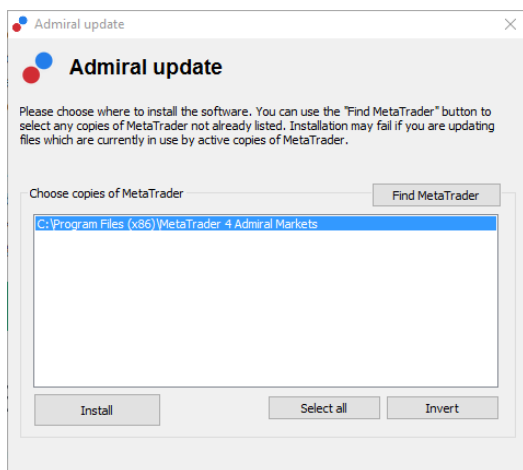 Admiral update
Admiral update
Please choose where to install the software. You can use the "Find MetaTrader" button to
select any copies of MetaTrader not already listed. Installation may fail if you are updating
files which are currently in use by active copies of MetaTrader.
Choose copies of MetaTrader
Find MetaTrader
C:\Program Files (x86)\MetaTrader 4 Admiral Markets
Install
Select all
Invert